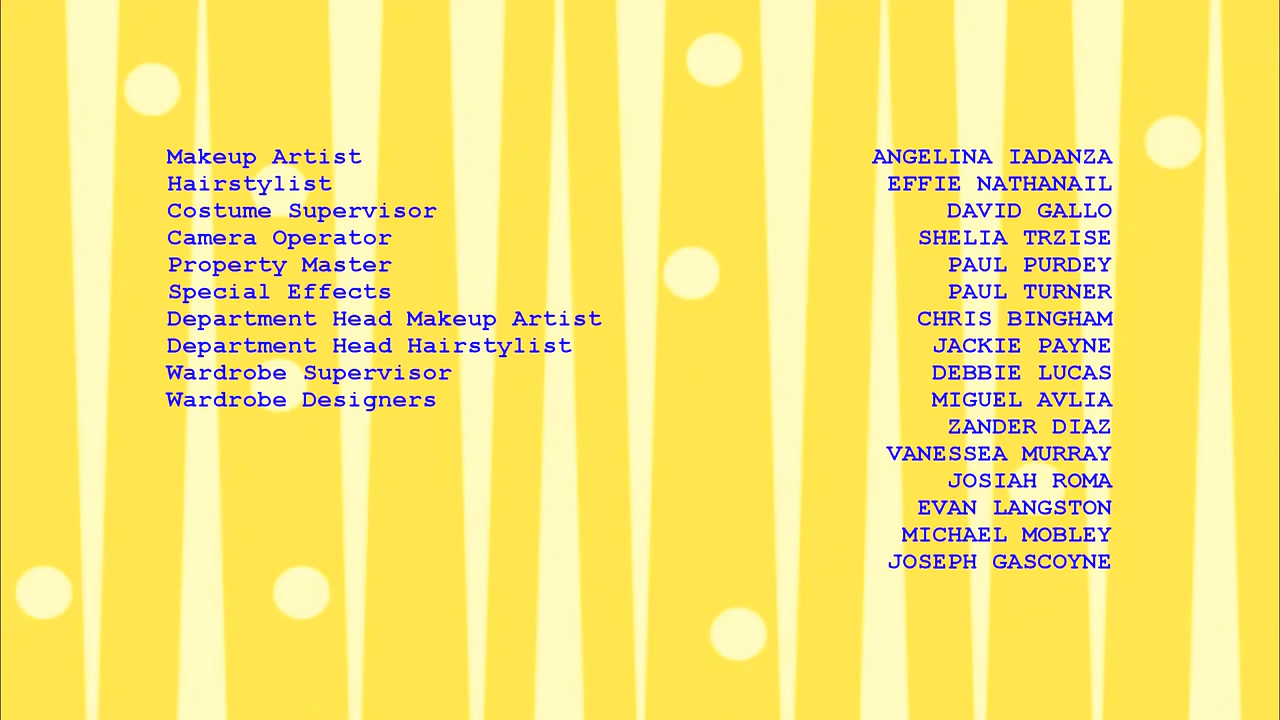 Makeup Artist ANGELINA IADANZA
Hairstylist EFFIE NATHANAIL
Costume Supervisor DAVID GALLO
Camera Operator SHELIA TRZISE
Property Master PAUL PURDEY
Special Effects PAUL TURNER
Department Head Makeup Artist CHRIS BINGHAM
Department Head Hairstylist JACKIE PAYNE
Wardrobe Supervisor DEBBIE LUCAS
Wardrobe Designers MIGUEL AVLIA
ZANDER DIAZ
VANESSEA MURRAY
JOSIAH ROMA
EVAN LANGSTON
MICHAEL MOBLEY
JOSEPH GASCOYNE